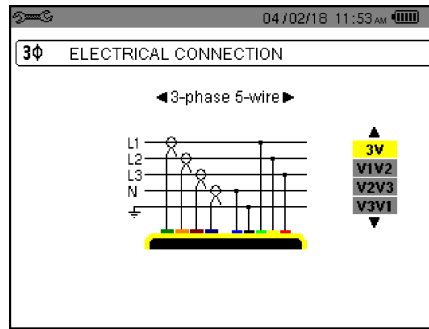 04/02/18 11:53 AM
3Φ ELECTRICAL CONNECTION
◄3-phase 5-wire►
L1
L2
L3
N
3V
V1V2
V2V3
V3V1